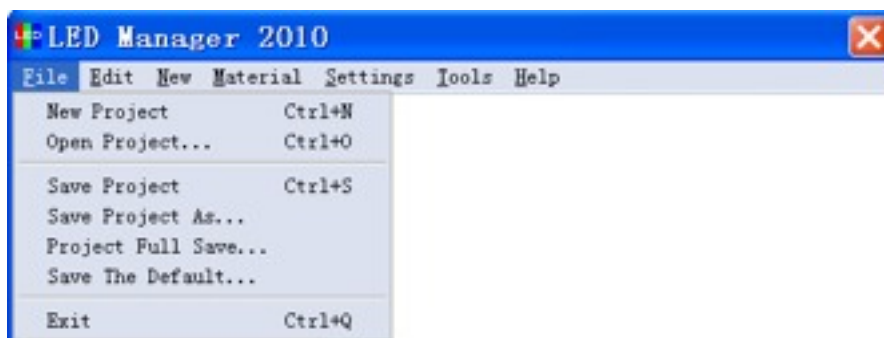 LED LED Manager 2010
File Edit New Material Settings Tools Help
New Project Ctrl+N
Open Project... Ctrl+O
Save Project Ctrl+S
Save Project As...
Project Full Save...
Save The Default...
Exit Ctrl+Q